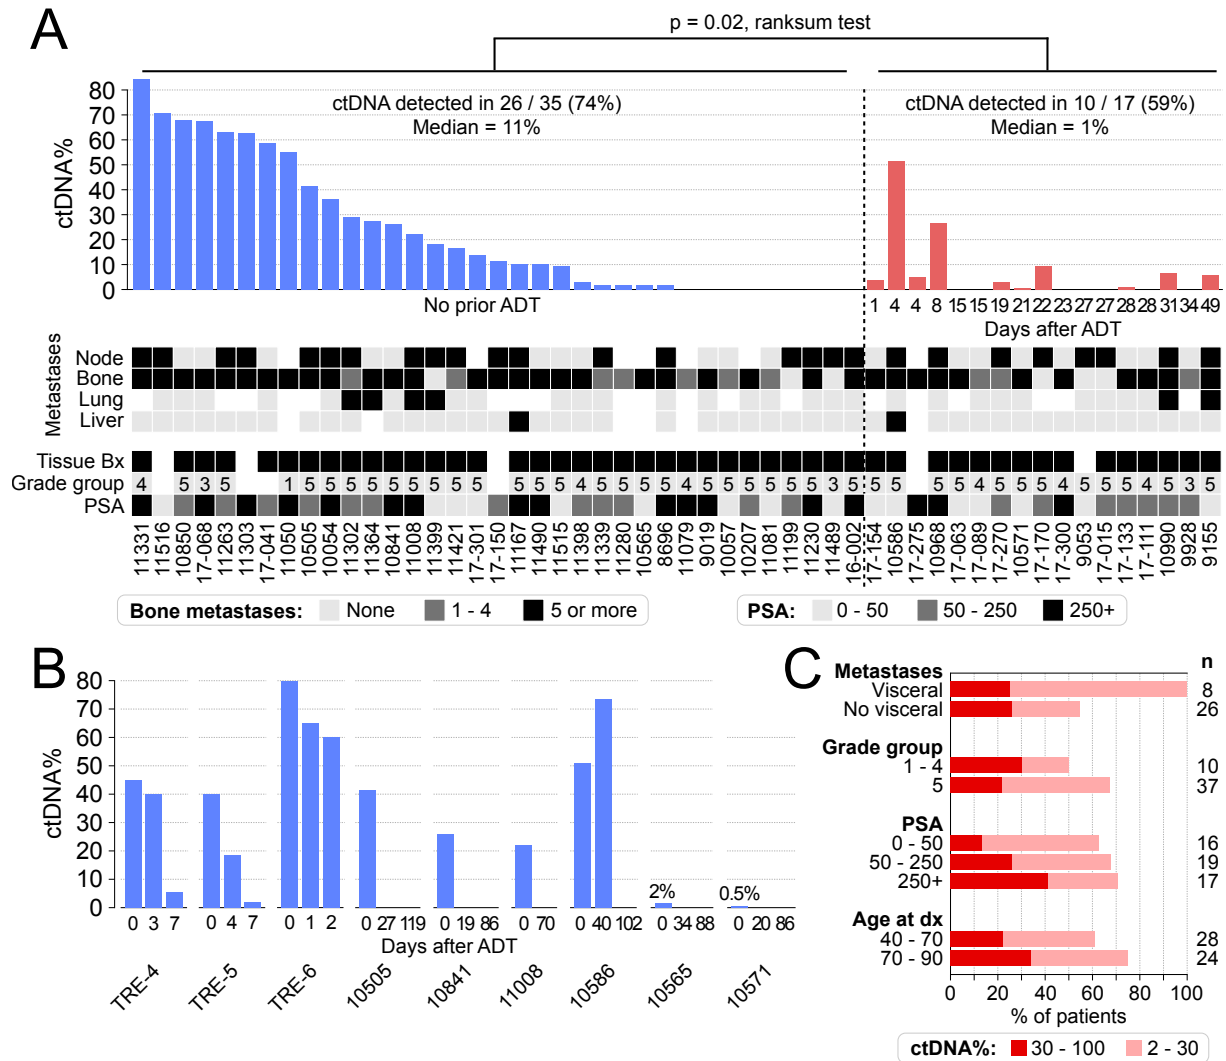 A
p = 0.02, ranksum test
ctDNA detected in 26 / 35 (74%)
Median = 11%
ctDNA detected in 10 / 17 (59%)
Median = 1%
ctDNA%
80
70
60
50
40
30
20
10
0
No prior ADT
1 4 4 8 15 15 19 21 22 23 27 27 28 28 31 34 49
Days after ADT
Metastases
Node
Bone
Lung
Liver
Tissue Bx
Grade group 4 5 3 5 1 5 5 5 5 5 5 5 5 5 5 5 5 4 5 5 5 5 4 5 5 5 5 5 5 3 5 5 5 5 5 4 5 5 5 4 5 5 5 4 5 3 5
PSA
11331 11516 10850 17-068 11263 11303 17-041 11050 10505 10054 11302 11364 10841 11008 11399 11421 17-301 17-150 11167 11490 11515 11398 11339 11280 10565 8696 11079 9019 10057 10207 11081 11199 11230 11489 16-002 17-154 10586 17-275 10968 17-063 17-089 17-270 10571 17-170 17-300 9053 17-015 17-133 17-111 10990 9928 9155
Bone metastases: None 1 - 4 5 or more
PSA: 0 - 50 50 - 250 250+
B
ctDNA%
80
70
60
50
40
30
20
10
0
2%
0.5%
0 3 7 0 4 7 0 1 2 0 27 119 0 19 86 0 70 0 40 102 0 34 88 0 20 86
Days after ADT
TRE-4 TRE-5 TRE-6 10505 10841 11008 10586 10565 10571
C
n
Metastases
Visceral 8
No visceral 26
Grade group
1 - 4 10
5 37
PSA
0 - 50 16
50 - 250 19
250+ 17
Age at dx
40 - 70 28
70 - 90 24
0 20 40 60 80 100
% of patients
ctDNA%: 30 - 100 2 - 30